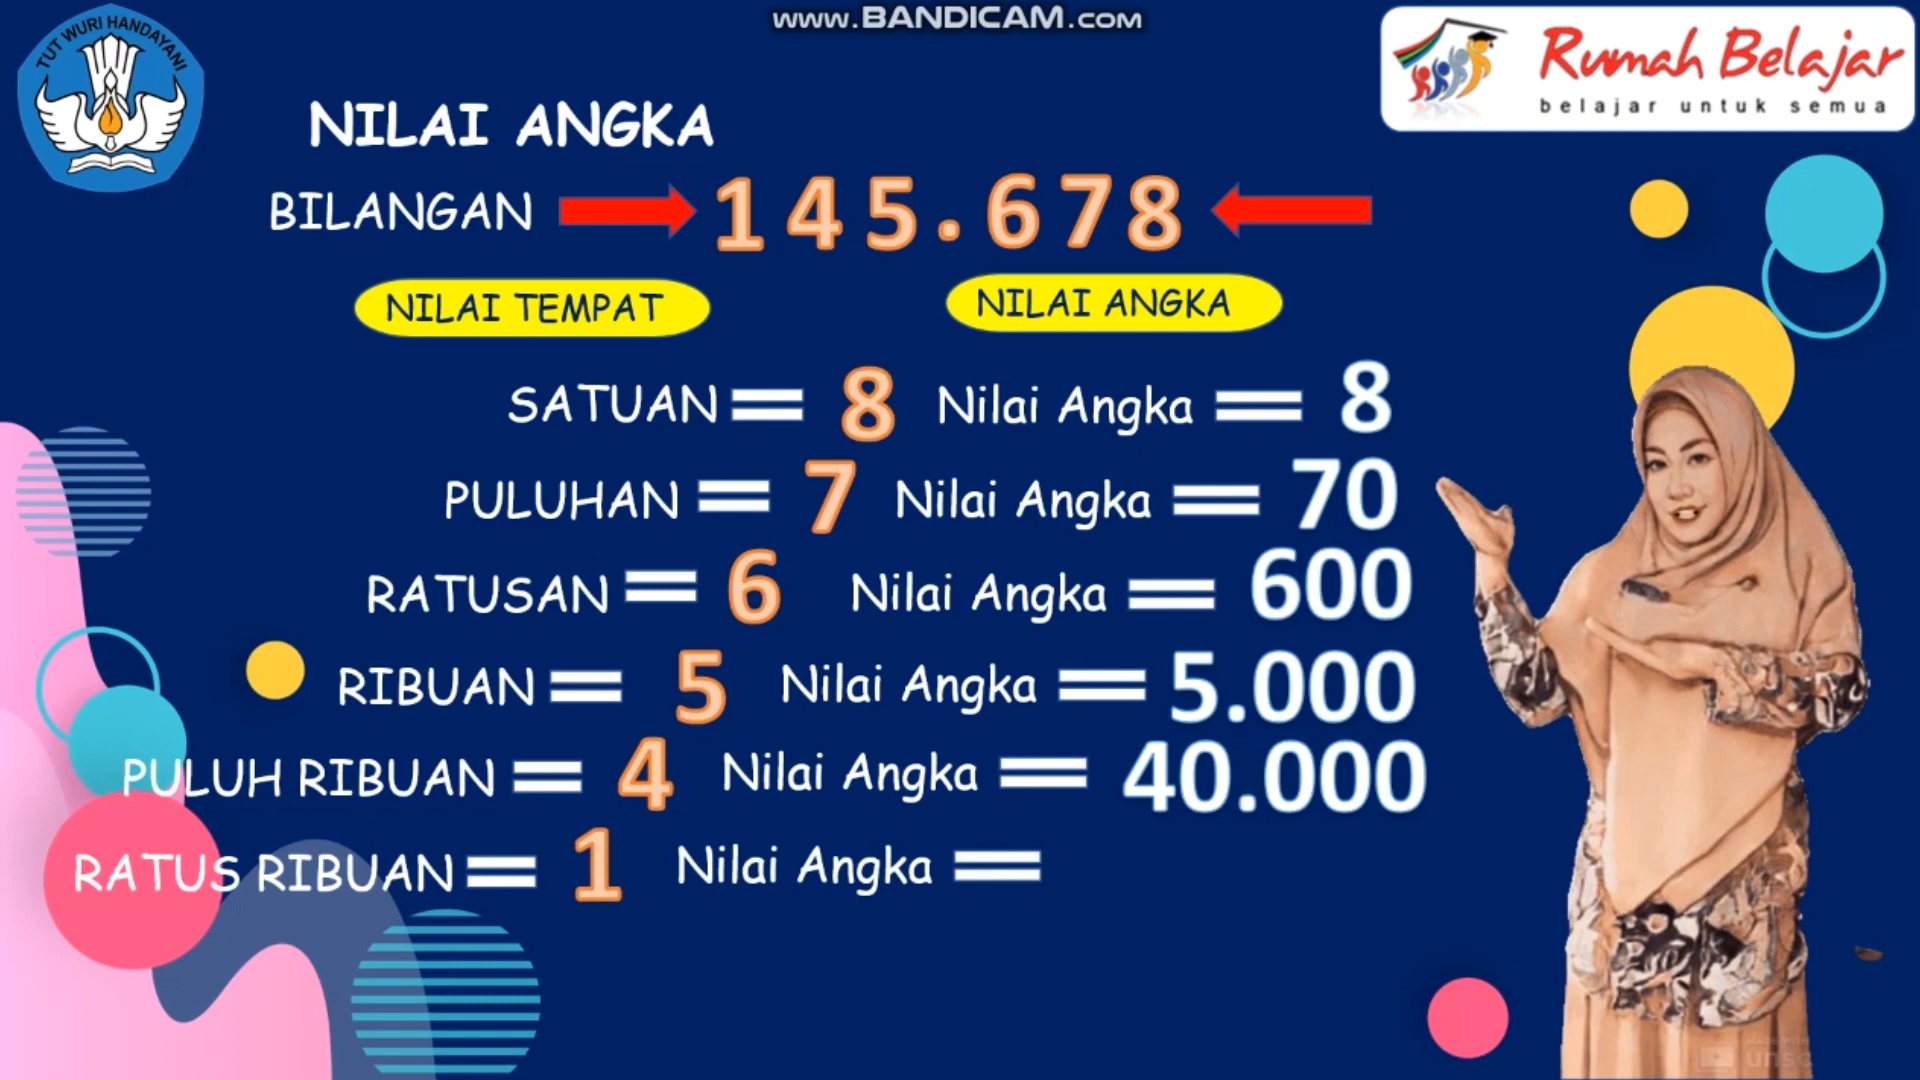 www.BANDICAM.com
TUT WURI HANDAYANI
Rumah Belajar
belajar untuk semua
NILAI ANGKA
BILANGAN 145.678
NILAI TEMPAT NILAI ANGKA
SATUAN = 8 Nilai Angka = 8
PULUHAN = 7 Nilai Angka = 70
RATUSAN = 6 Nilai Angka = 600
RIBUAN = 5 Nilai Angka = 5.000
PULUH RIBUAN = 4 Nilai Angka = 40.000
RATUS RIBUAN = 1 Nilai Angka =